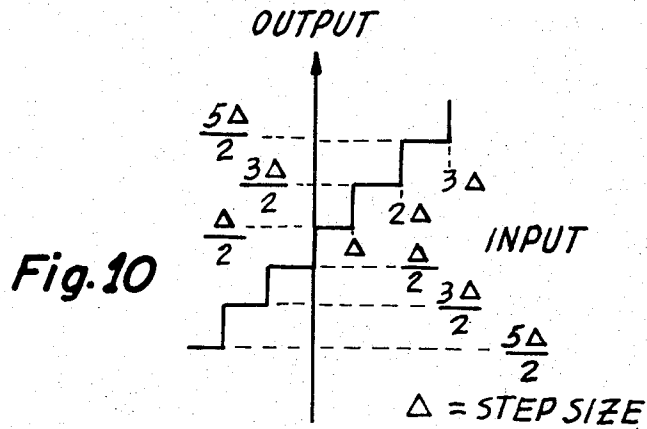 OUTPUT
5Δ/2
3Δ/2
Δ/2
3Δ
2Δ
Δ
INPUT
Fig.10
Δ/2
3Δ/2
5Δ/2
Δ = STEP SIZE